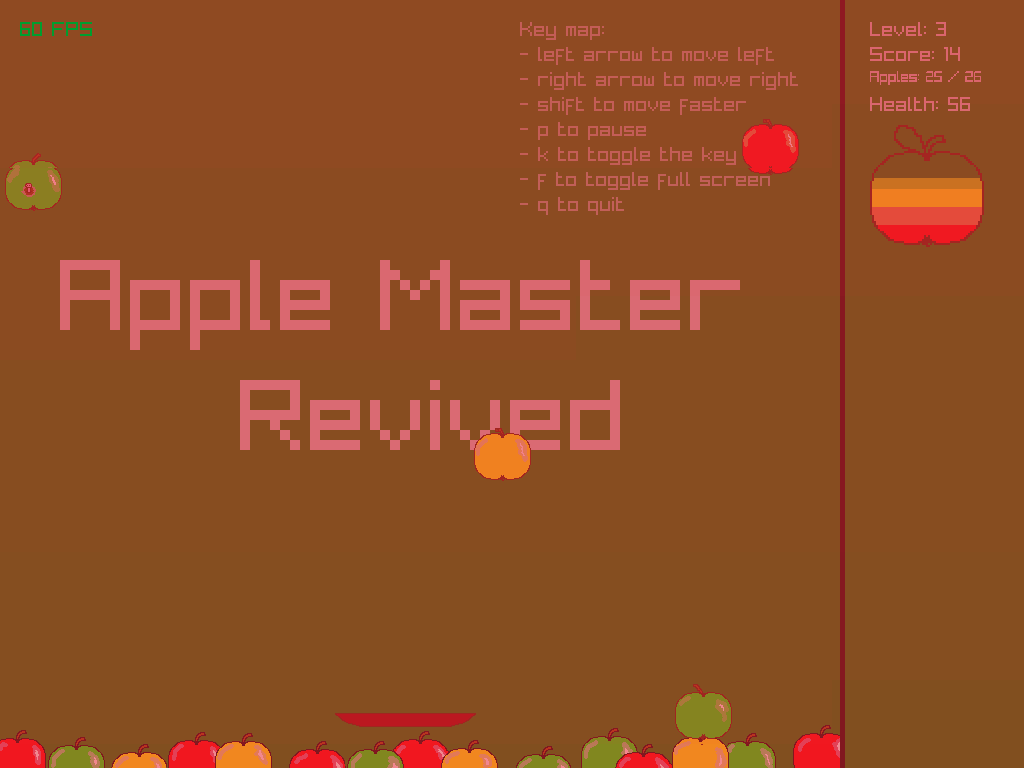 60 FPS
Key map:
- left arrow to move left
- right arrow to move right
- shift to move faster
- p to pause
- k to toggle the key
- f to toggle full screen
- q to quit
Level: 3
Score: 14
Apples: 25 / 26
Health: 56
Apple Master
Revived